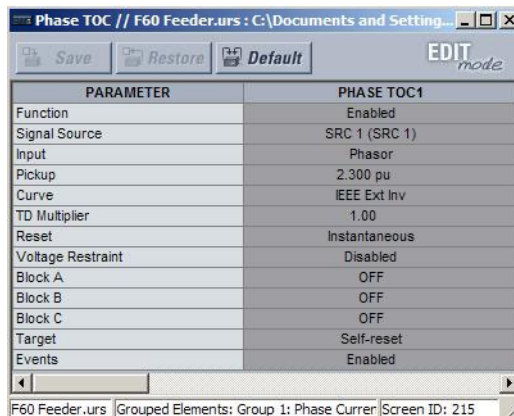 Phase TOC // F60 Feeder.urs : C:\Documents and Setting...
Save Restore Default EDIT mode
PARAMETER PHASE TOC1
Function Enabled
Signal Source SRC 1 (SRC 1)
Input Phasor
Pickup 2.300 pu
Curve IEEE Ext Inv
TD Multiplier 1.00
Reset Instantaneous
Voltage Restraint Disabled
Block A OFF
Block B OFF
Block C OFF
Target Self-reset
Events Enabled
F60 Feeder.urs Grouped Elements: Group 1: Phase Curren Screen ID: 215